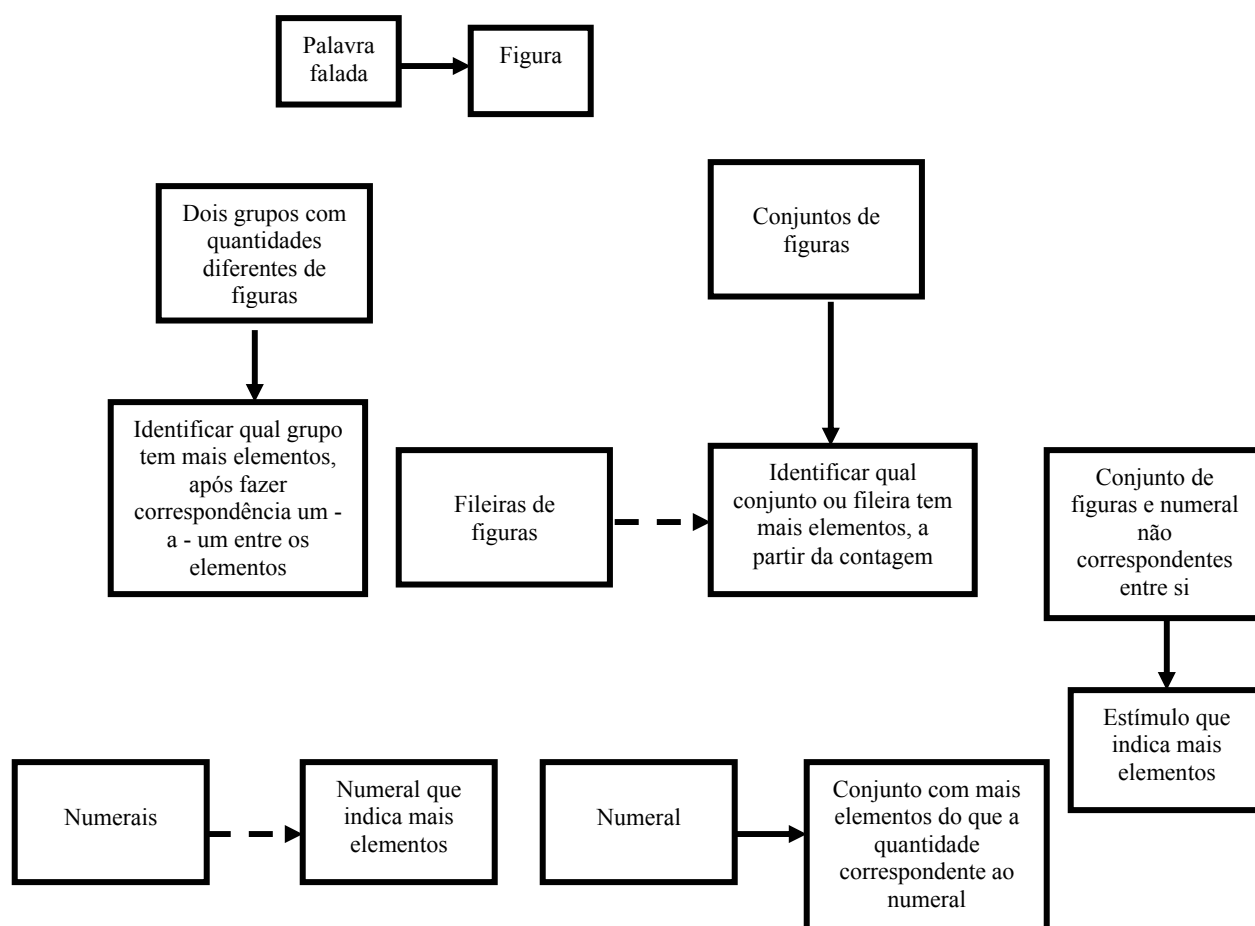 Palavra
falada
Figura
Dois grupos com
quantidades
diferentes de
figuras
Conjuntos de
figuras
Identificar qual grupo
tem mais elementos,
após fazer
correspondência um -
a - um entre os
elementos
Fileiras de
figuras
Identificar qual
conjunto ou fileira tem
mais elementos, a
partir da contagem
Conjunto de
figuras e numeral
não
correspondentes
entre si
Estímulo que
indica mais
elementos
Numerais
Numeral que
indica mais
elementos
Numeral
Conjunto com mais
elementos do que a
quantidade
correspondente ao
numeral